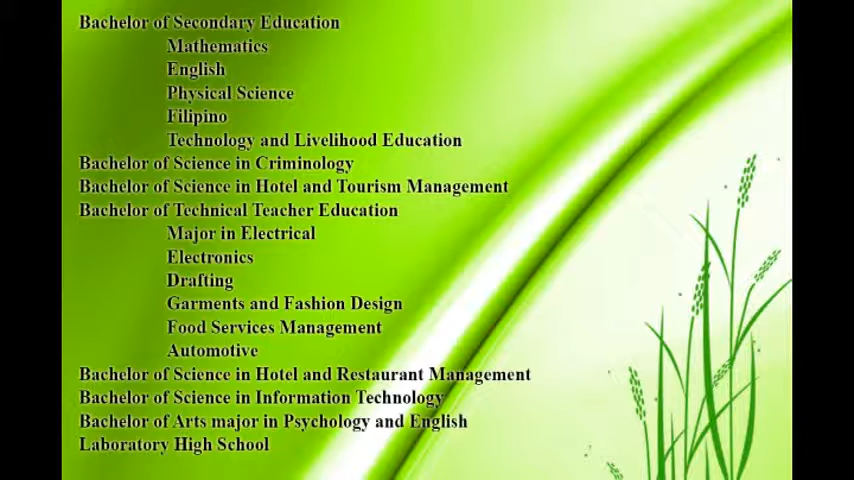 Bachelor of Secondary Education
Mathematics
English
Physical Science
Filipino
Technology and Livelihood Education
Bachelor of Science in Criminology
Bachelor of Science in Hotel and Tourism Management
Bachelor of Technical Teacher Education
Major in Electrical
Electronics
Drafting
Garments and Fashion Design
Food Services Management
Automotive
Bachelor of Science in Hotel and Restaurant Management
Bachelor of Science in Information Technology
Bachelor of Arts major in Psychology and English
Laboratory High School